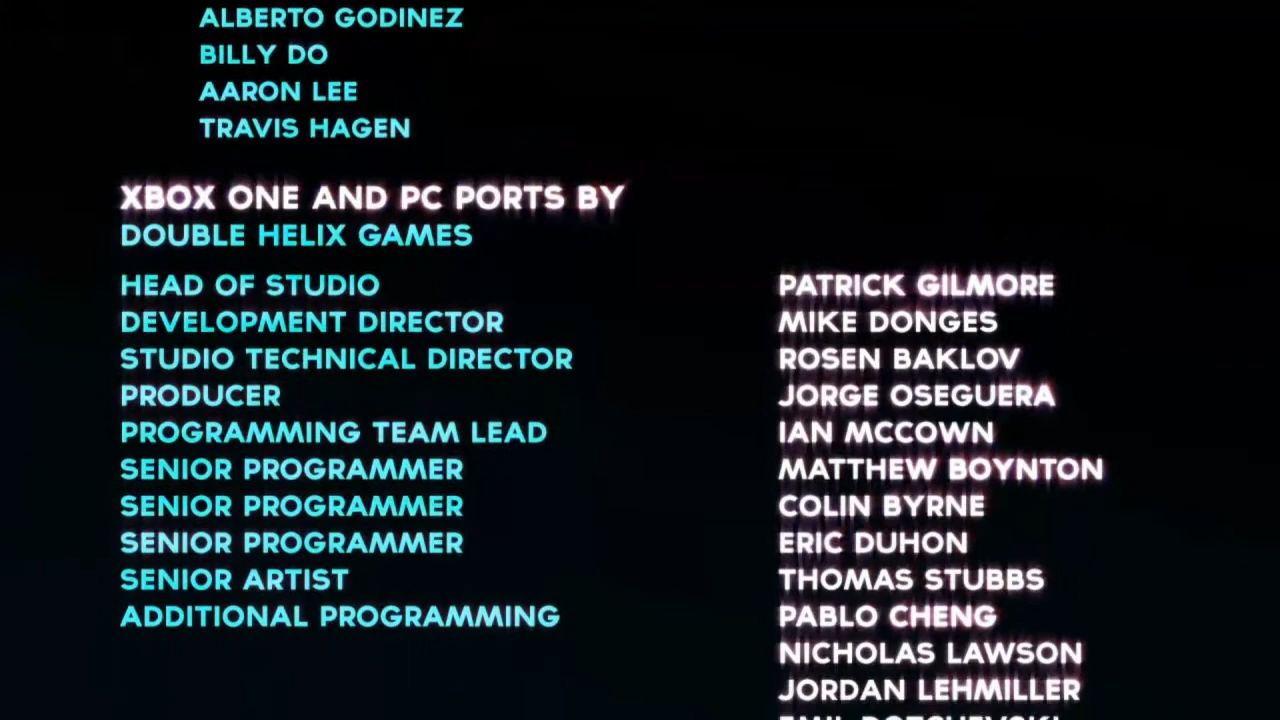 ALBERTO GODINEZ
BILLY DO
AARON LEE
TRAVIS HAGEN
XBOX ONE AND PC PORTS BY
DOUBLE HELIX GAMES
HEAD OF STUDIO PATRICK GILMORE
DEVELOPMENT DIRECTOR MIKE DONGES
STUDIO TECHNICAL DIRECTOR ROSEN BAKLOV
PRODUCER JORGE OSEGUERA
PROGRAMMING TEAM LEAD IAN MCCOWN
SENIOR PROGRAMMER MATTHEW BOYNTON
SENIOR PROGRAMMER COLIN BYRNE
SENIOR PROGRAMMER ERIC DUHON
SENIOR ARTIST THOMAS STUBBS
ADDITIONAL PROGRAMMING PABLO CHENG
NICHOLAS LAWSON
JORDAN LEHMILLER